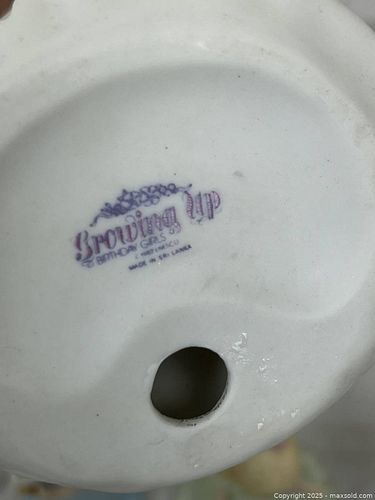 Growing Up
BIRTHDAY GIRLS
MADE IN SRI LANKA
Copyright © 2025 - maxsold.com